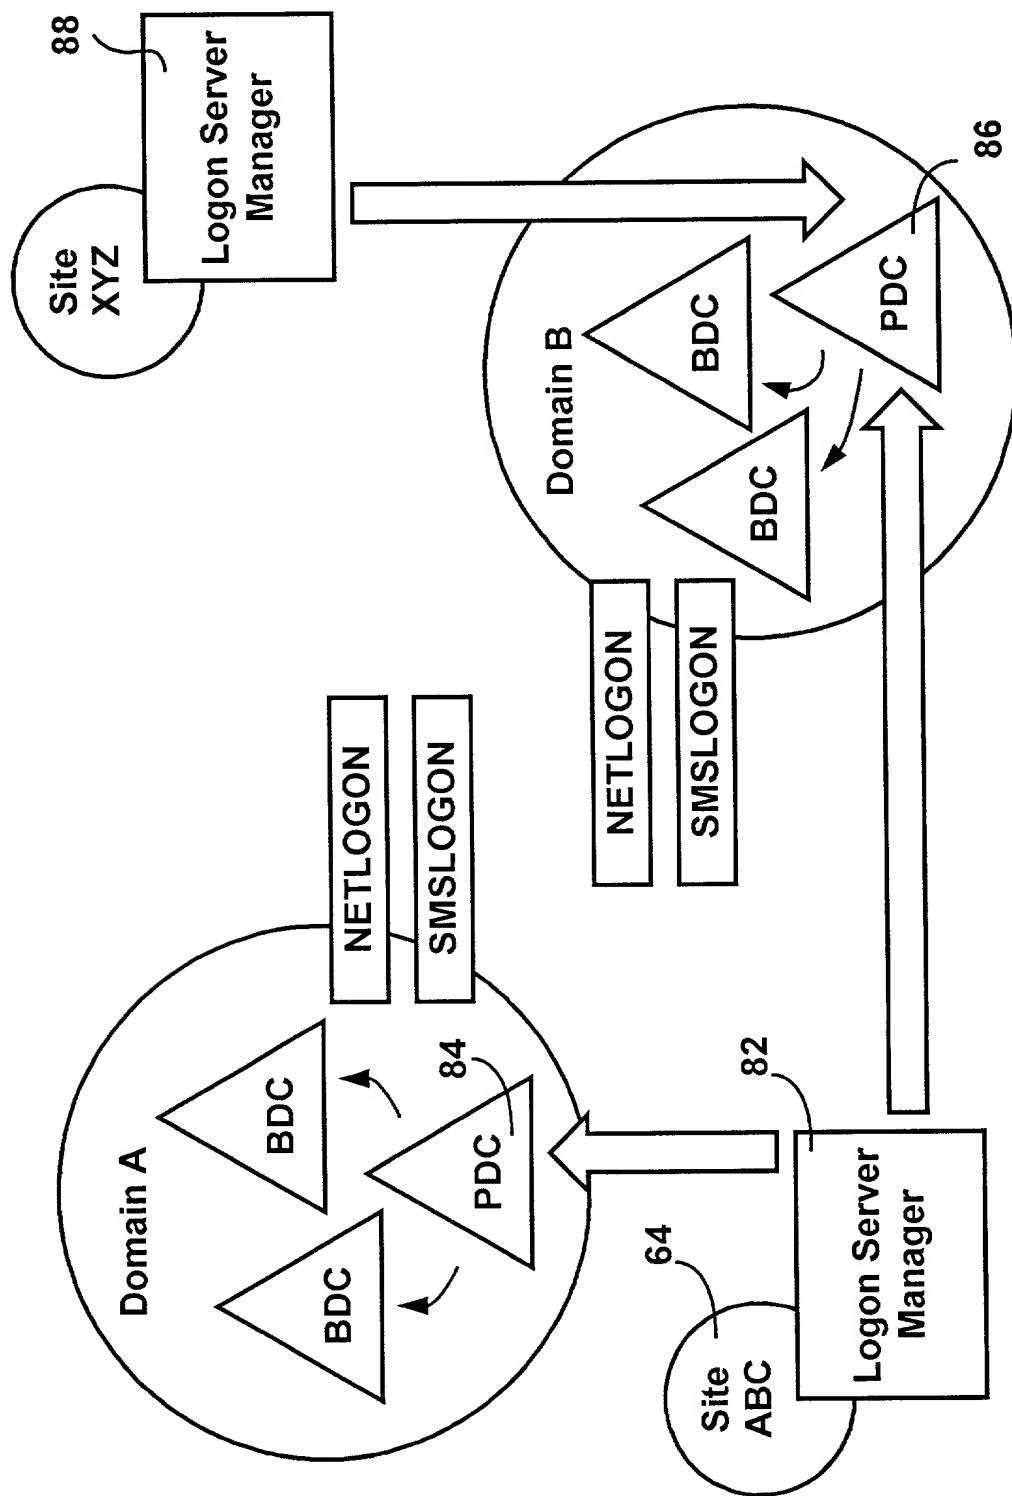 Domain A
BDC
BDC
PDC
84
NETLOGON
SMSLOGON
Site
XYZ
88
Logon Server
Manager
Domain B
BDC
BDC
PDC
86
NETLOGON
SMSLOGON
Site
ABC
64
82
Logon Server
Manager